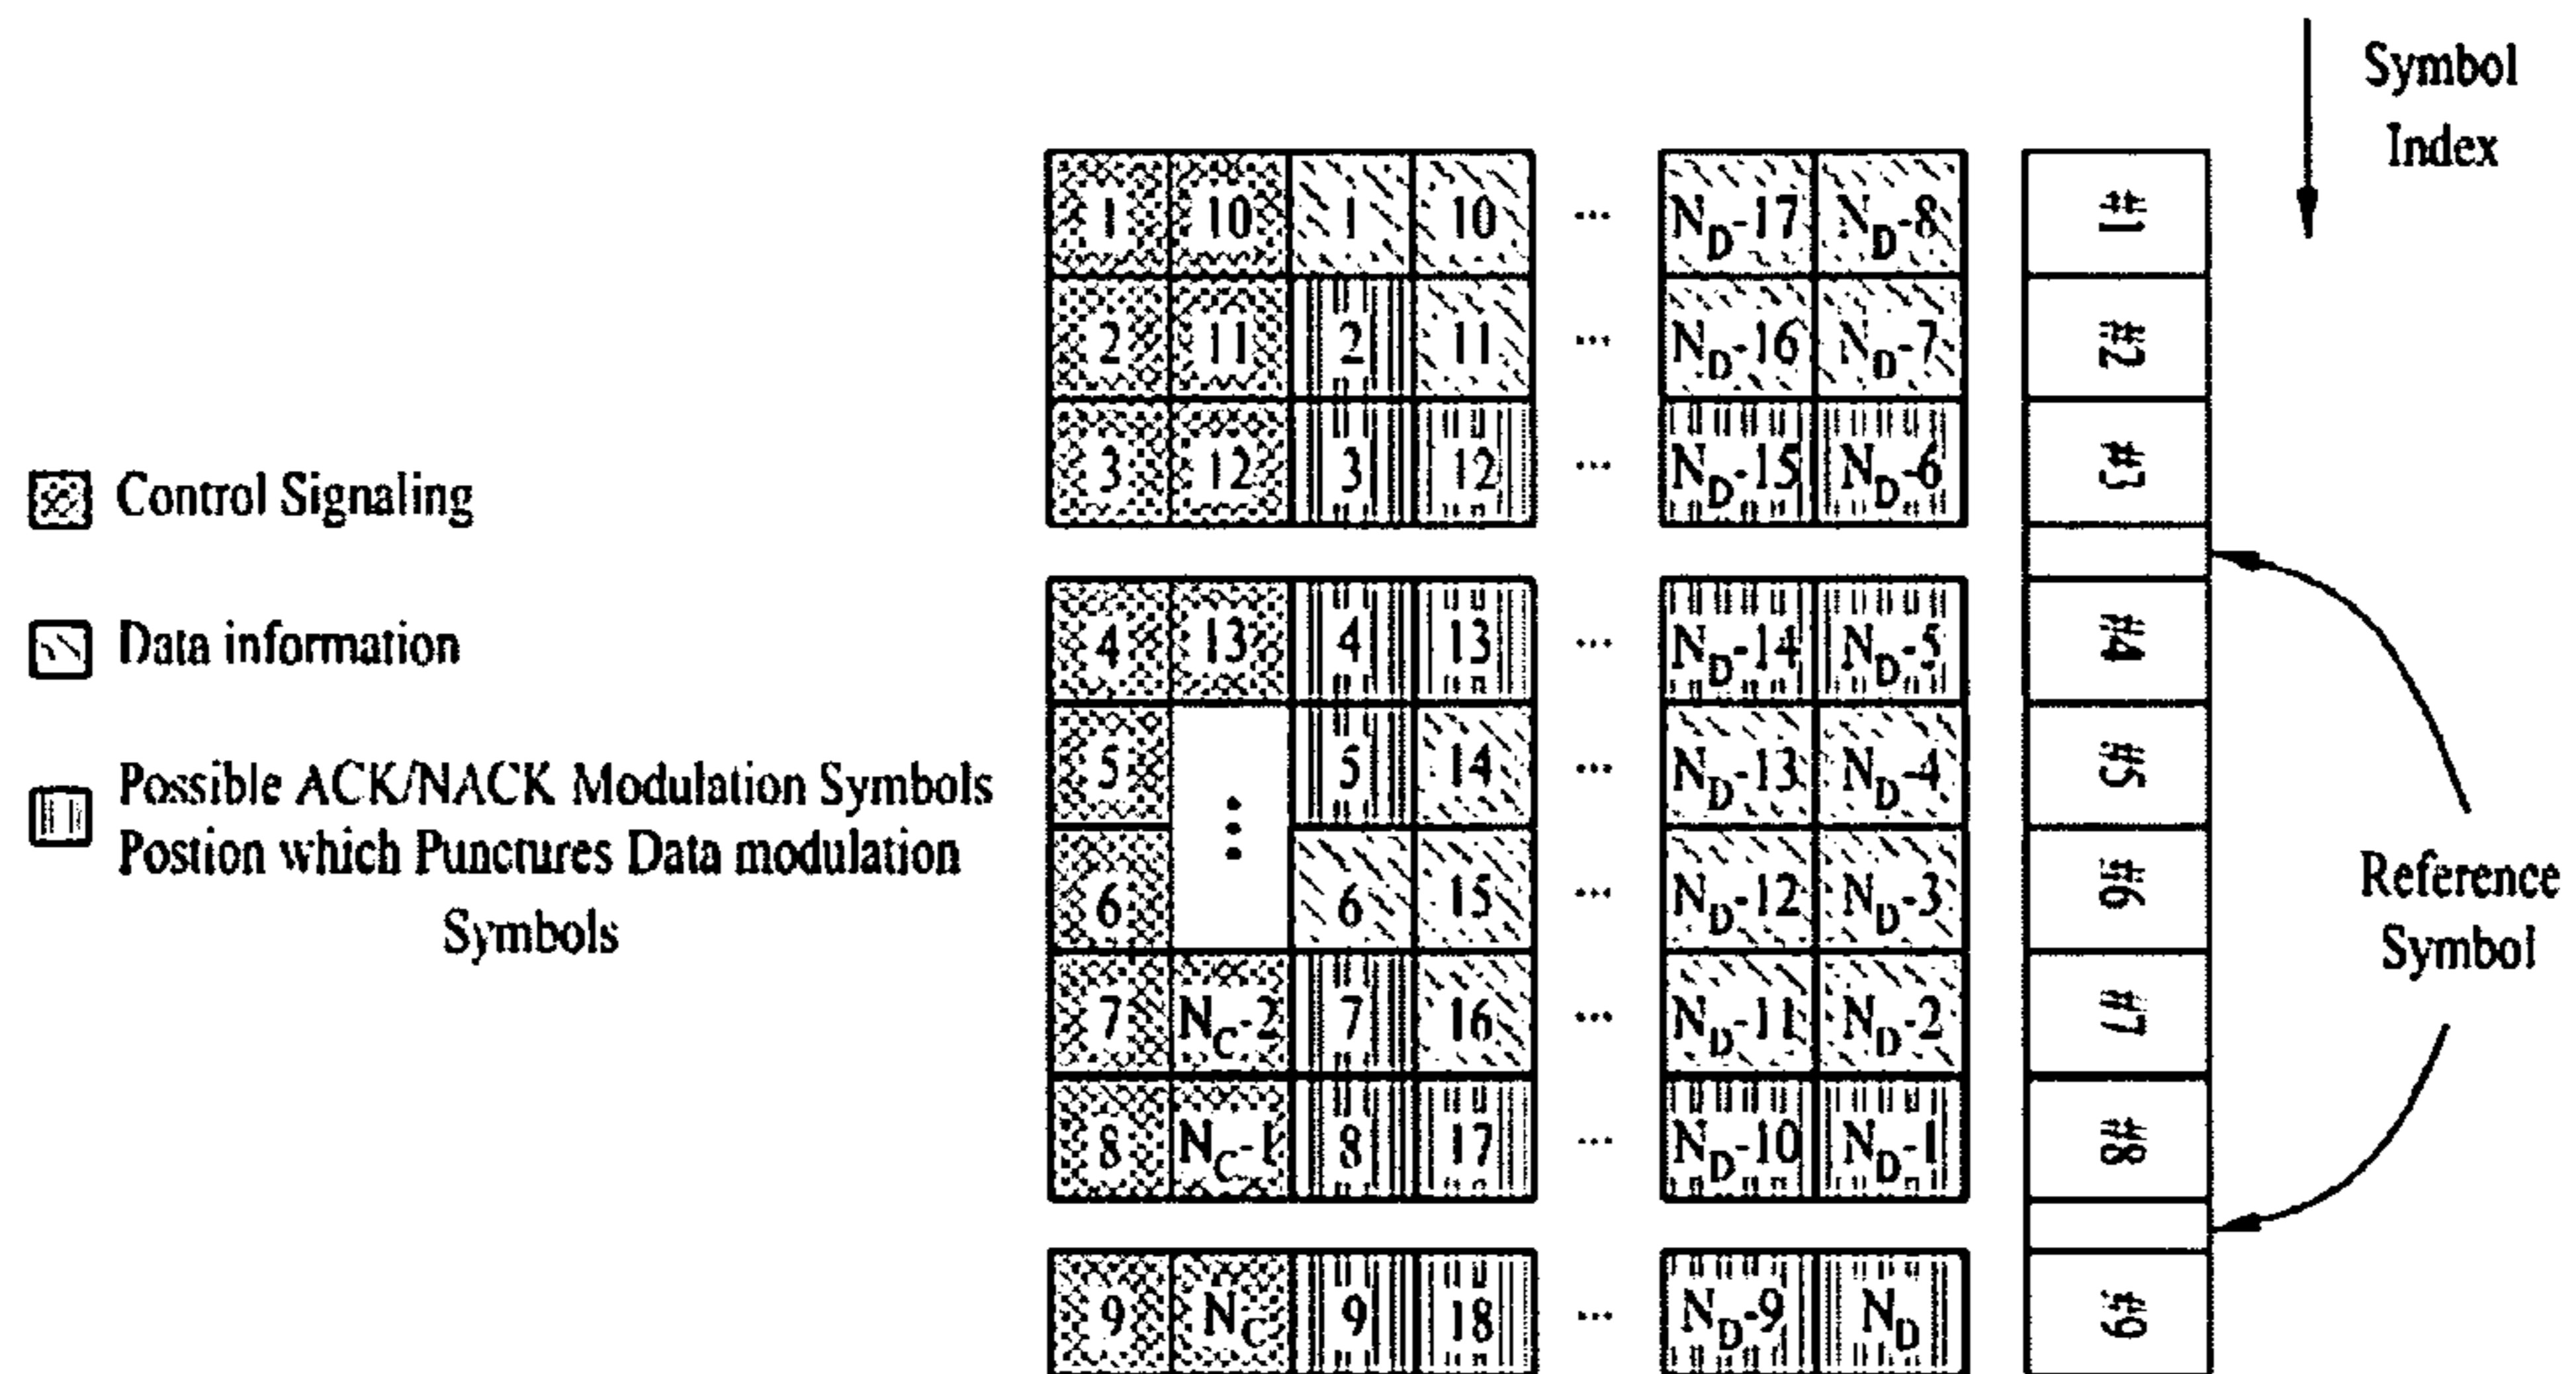 Symbol
Index
1 10 1 10 ... N_D-17 N_D-8 #1
2 11 2 11 ... N_D-16 N_D-7 #2
3 12 3 12 ... N_D-15 N_D-6 #3
Control Signaling
4 13 4 13 ... N_D-14 N_D-5 #4
Data information
5 5 14 ... N_D-13 N_D-4 #5
Possible ACK/NACK Modulation Symbols
Postion which Punctures Data modulation
Symbols
6 6 15 ... N_D-12 N_D-3 #6
Reference
Symbol
7 N_C-2 7 16 ... N_D-11 N_D-2 #7
8 N_C-1 8 17 ... N_D-10 N_D-1 #8
9 N_C 9 18 ... N_D-9 N_D #9